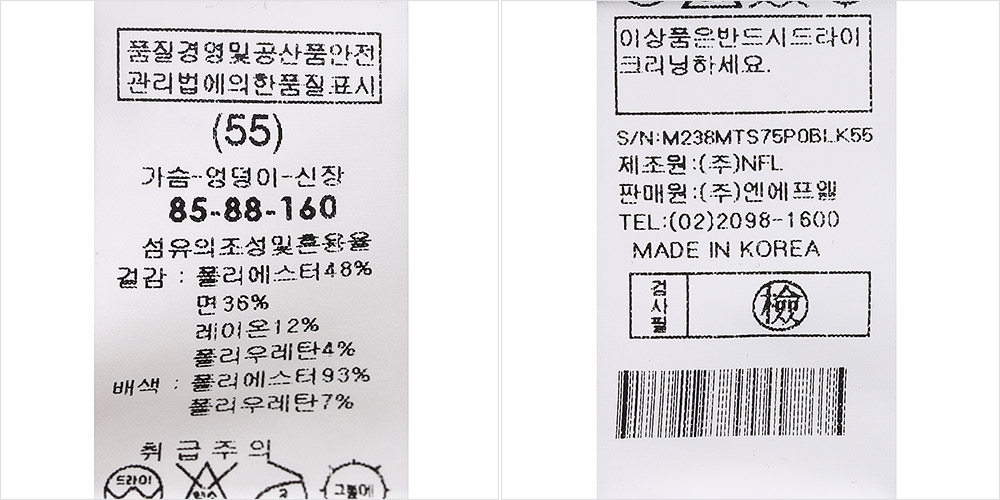 품질경영및공산품안전
관리법에의한품질표시
(55)
가슴-엉덩이-신장
85-88-160
섬유의조성및혼용율
겉감 : 폴리에스터48%
면36%
레이온12%
폴리우레탄4%
배색 : 폴리에스터93%
폴리우레탄7%
취급주의
드라이
그늘에
이상품은반드시드라이
크리닝하세요.
S/N:M238MTS75P0BLK55
제조원:(주)NFL
판매원:(주)엔에프엘
TEL:(02)2098-1600
MADE IN KOREA
검사필
檢